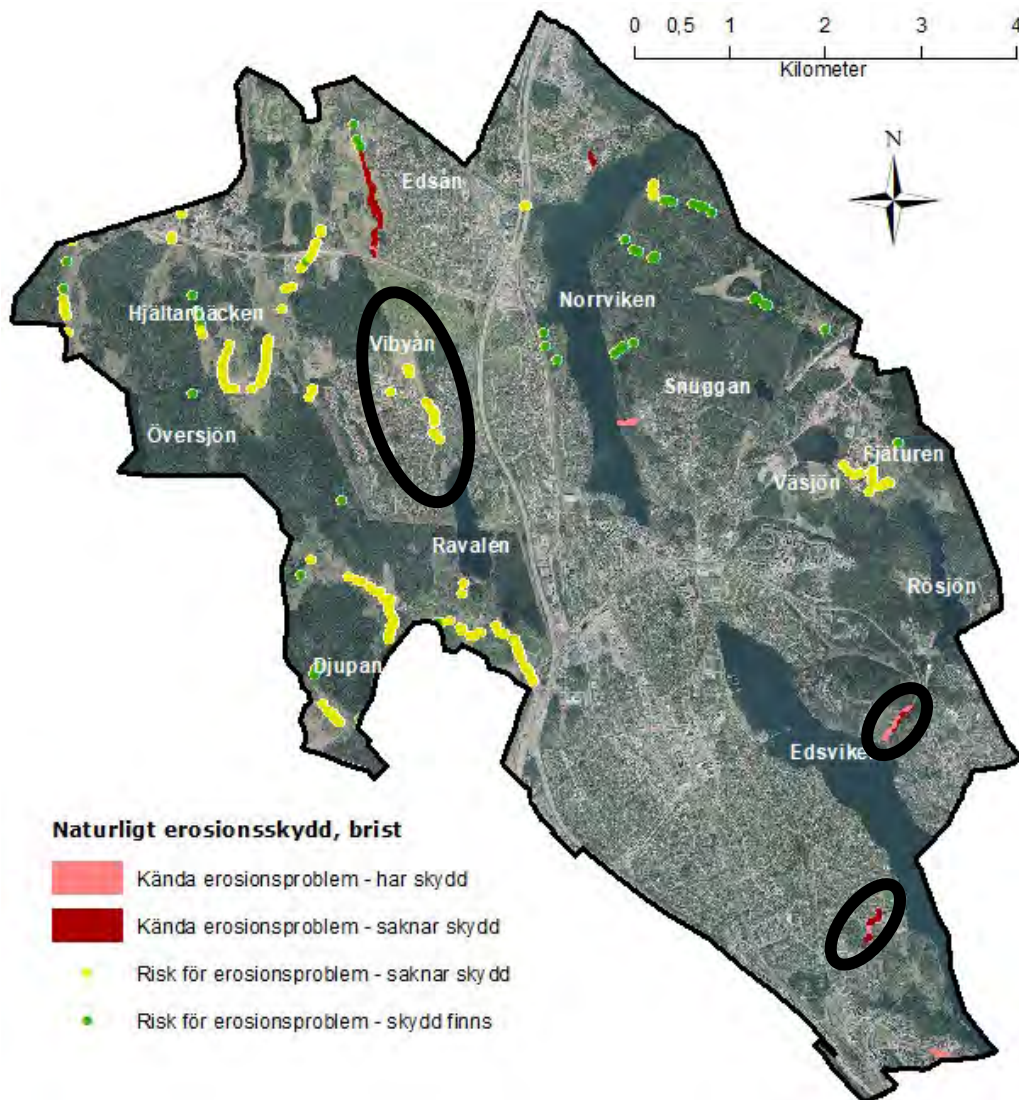 0 0,5 1 2 3 4
Kilometer
N
Edsån
Norrviken
Hjältarbäcken
Vibyån
Snuggan
Översjön
Fjäturen
Väsjön
Ravalen
Rösjön
Djupan
Edsviken
Naturligt erosionsskydd, brist
Kända erosionsproblem - har skydd
Kända erosionsproblem - saknar skydd
Risk för erosionsproblem - saknar skydd
Risk för erosionsproblem - skydd finns